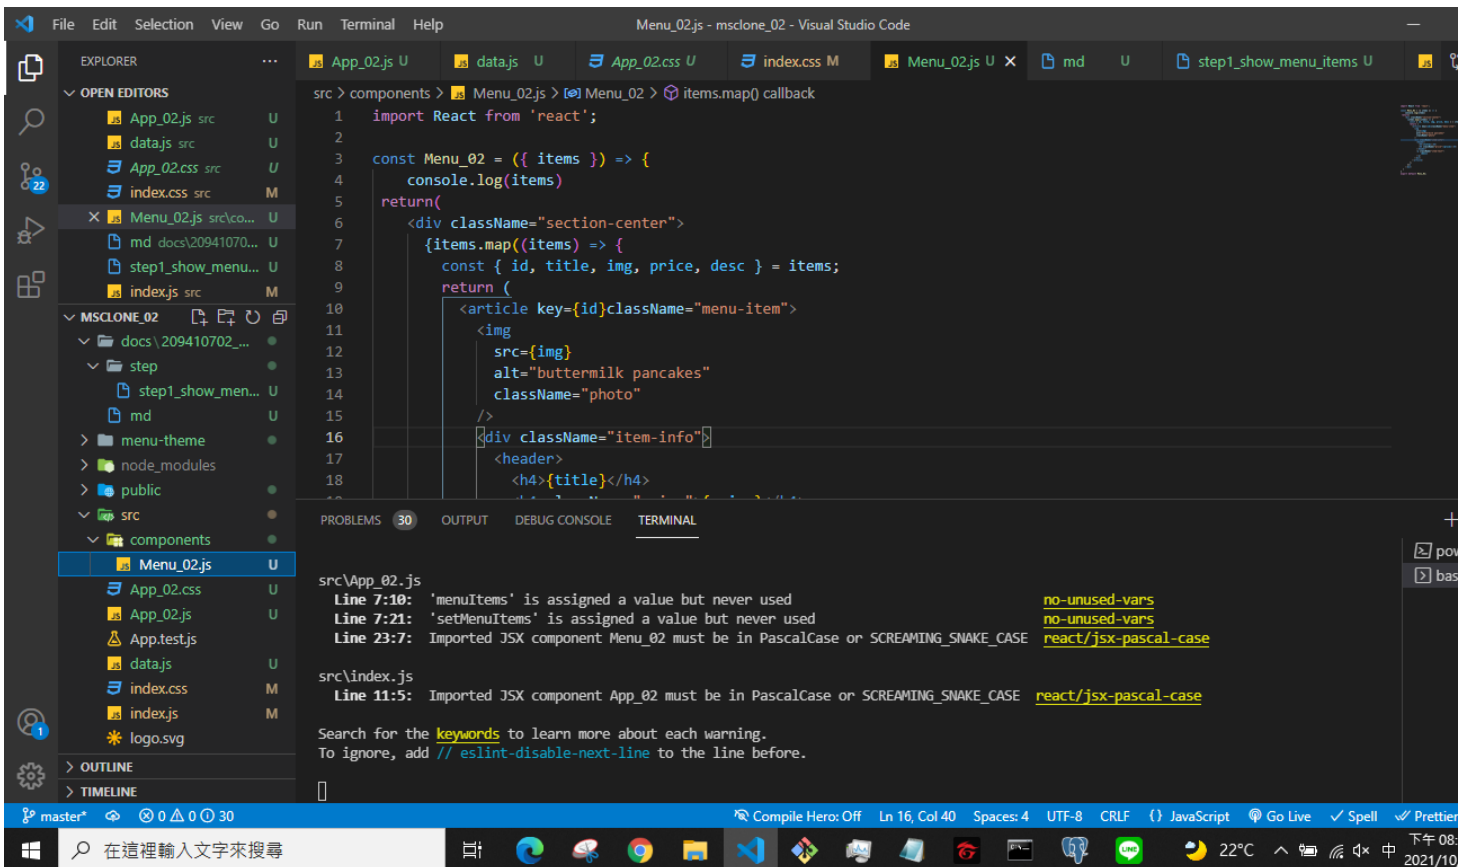 File Edit Selection View Go Run Terminal Help Menu_02.js - msclone_02 - Visual Studio Code
EXPLORER ···
App_02.js U data.js U App_02.css U index.css M Menu_02.js U md U step1_show_menu_items U
OPEN EDITORS
App_02.js src U
data.js src U
App_02.css src U
index.css src M
Menu_02.js src\co... U
md docs\20941070... U
step1_show_menu... U
index.js src M
MSCLONE_02
docs\209410702_...
step
step1_show_men... U
md U
menu-theme
node_modules
public
src
components
Menu_02.js U
App_02.css U
App_02.js U
App.test.js
data.js U
index.css M
index.js M
logo.svg
OUTLINE
TIMELINE
22
1
src > components > Menu_02.js > Menu_02 > items.map() callback
1 import React from 'react';
2
3 const Menu_02 = ({ items }) => {
4 console.log(items)
5 return(
6 <div className="section-center">
7 {items.map((items) => {
8 const { id, title, img, price, desc } = items;
9 return (
10 <article key={id}className="menu-item">
11 <img
12 src={img}
13 alt="buttermilk pancakes"
14 className="photo"
15 />
16 <div className="item-info">
17 <header>
18 <h4>{title}</h4>
PROBLEMS 30 OUTPUT DEBUG CONSOLE TERMINAL
pow
bas
src\App_02.js
Line 7:10: 'menuItems' is assigned a value but never used no-unused-vars
Line 7:21: 'setMenuItems' is assigned a value but never used no-unused-vars
Line 23:7: Imported JSX component Menu_02 must be in PascalCase or SCREAMING_SNAKE_CASE react/jsx-pascal-case
src\index.js
Line 11:5: Imported JSX component App_02 must be in PascalCase or SCREAMING_SNAKE_CASE react/jsx-pascal-case
Search for the keywords to learn more about each warning.
To ignore, add // eslint-disable-next-line to the line before.
master* 0 0 30 Compile Hero: Off Ln 16, Col 40 Spaces: 4 UTF-8 CRLF {} JavaScript Go Live Spell Prettier
在這裡輸入文字來搜尋 LINE 22°C 中 下午 08:
2021/10